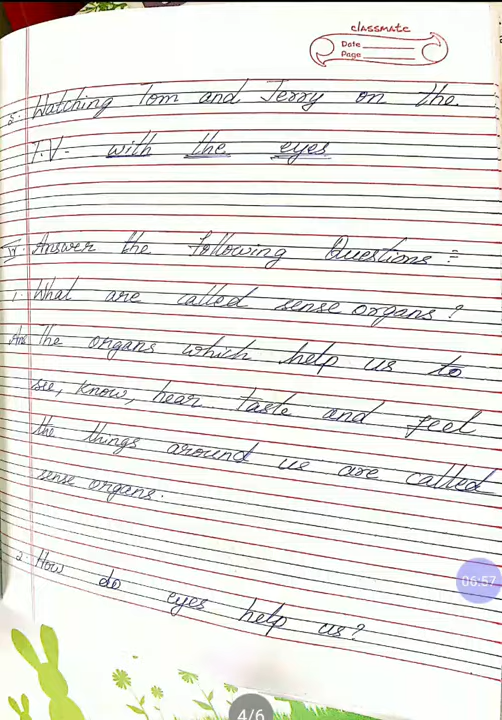 classmate
Date
Page
5. Watching Tom and Jerry on the
T.V- with the eyes
IV. Answer the following Questions :-
1. What are called sense organs?
Ans the organs which help us to
see, know, hear taste and feel
the things around us are called
sense organs.
2. How do eyes help us?
06:57
4/6